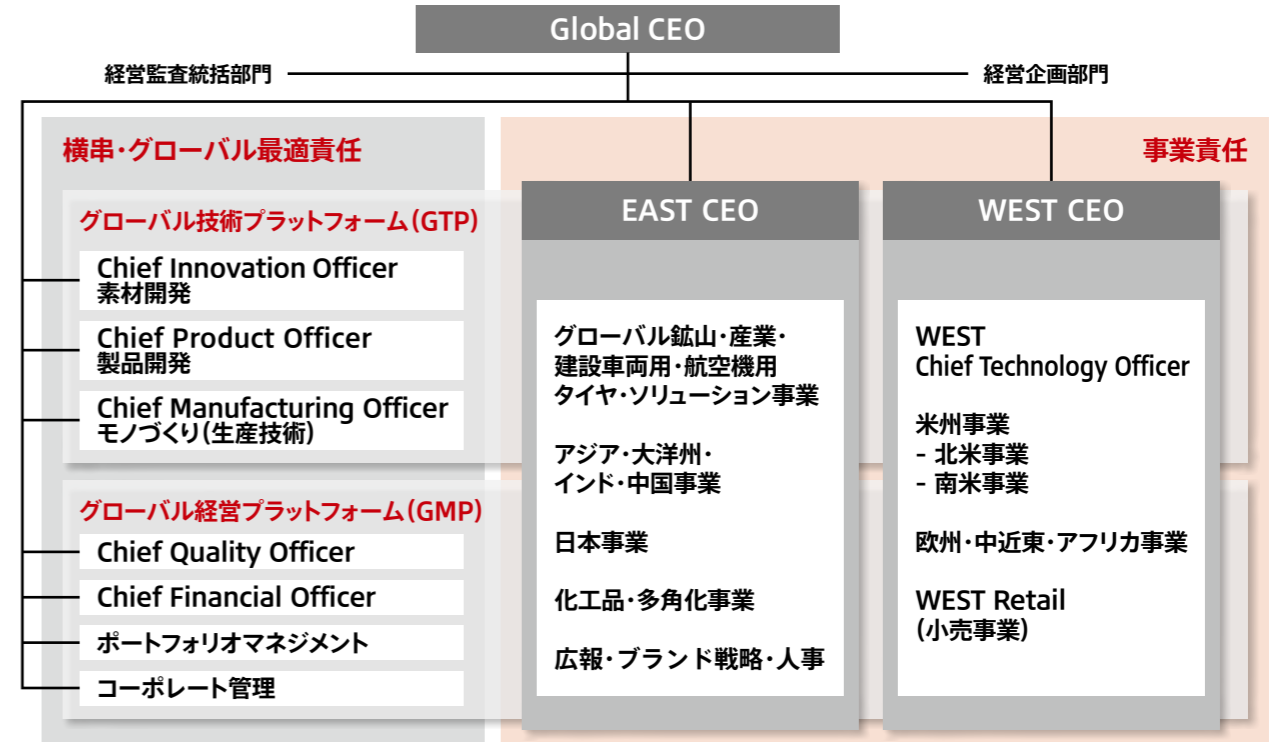 Global CEO
経営監査統括部門
経営企画部門
横串・グローバル最適責任
グローバル技術プラットフォーム(GTP)
Chief Innovation Officer
素材開発
Chief Product Officer
製品開発
Chief Manufacturing Officer
モノづくり(生産技術)
グローバル経営プラットフォーム(GMP)
Chief Quality Officer
Chief Financial Officer
ポートフォリオマネジメント
コーポレート管理
事業責任
EAST CEO
グローバル鉱山・産業・
建設車両用・航空機用
タイヤ・ソリューション事業
アジア・大洋州・
インド・中国事業
日本事業
化工品・多角化事業
広報・ブランド戦略・人事
WEST CEO
WEST
Chief Technology Officer
米州事業
- 北米事業
- 南米事業
欧州・中近東・アフリカ事業
WEST Retail
(小売事業)